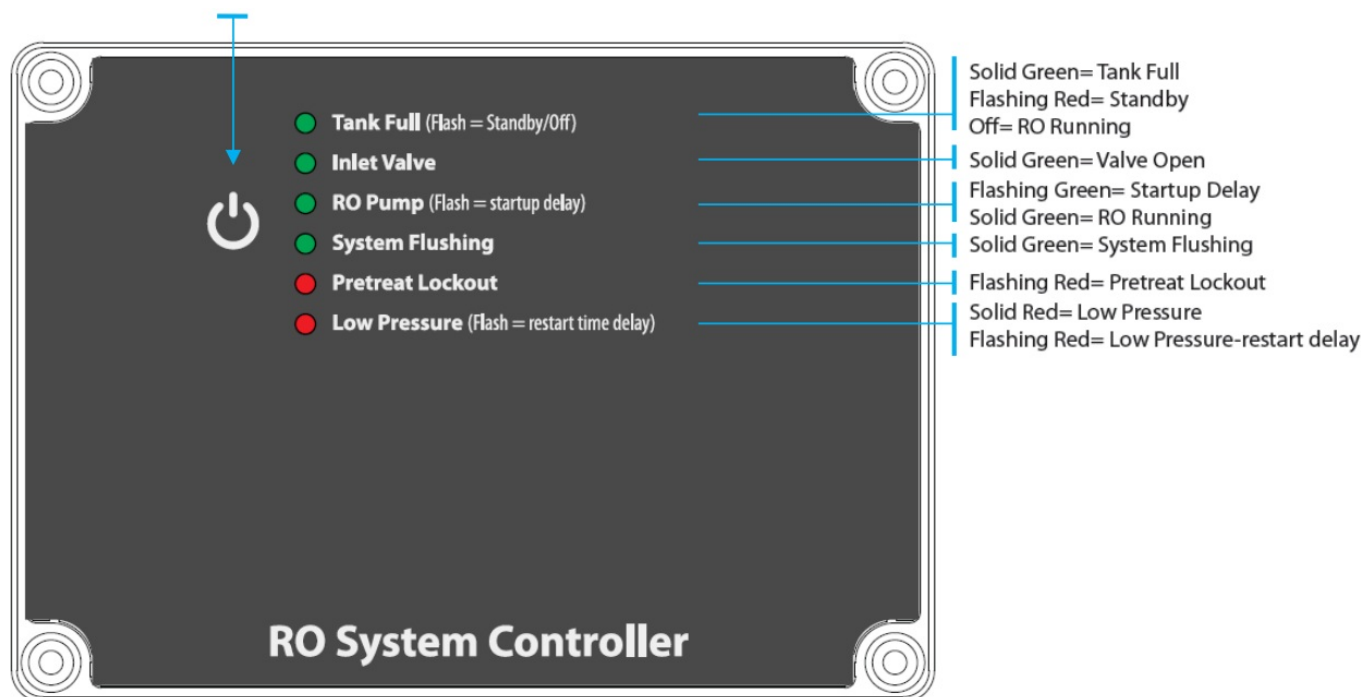 Tank Full (Flash = Standby/Off)
Inlet Valve
RO Pump (Flash = startup delay)
System Flushing
Pretreat Lockout
Low Pressure (Flash = restart time delay)
Solid Green= Tank Full
Flashing Red= Standby
Off= RO Running
Solid Green= Valve Open
Flashing Green= Startup Delay
Solid Green= RO Running
Solid Green= System Flushing
Flashing Red= Pretreat Lockout
Solid Red= Low Pressure
Flashing Red= Low Pressure-restart delay
RO System Controller